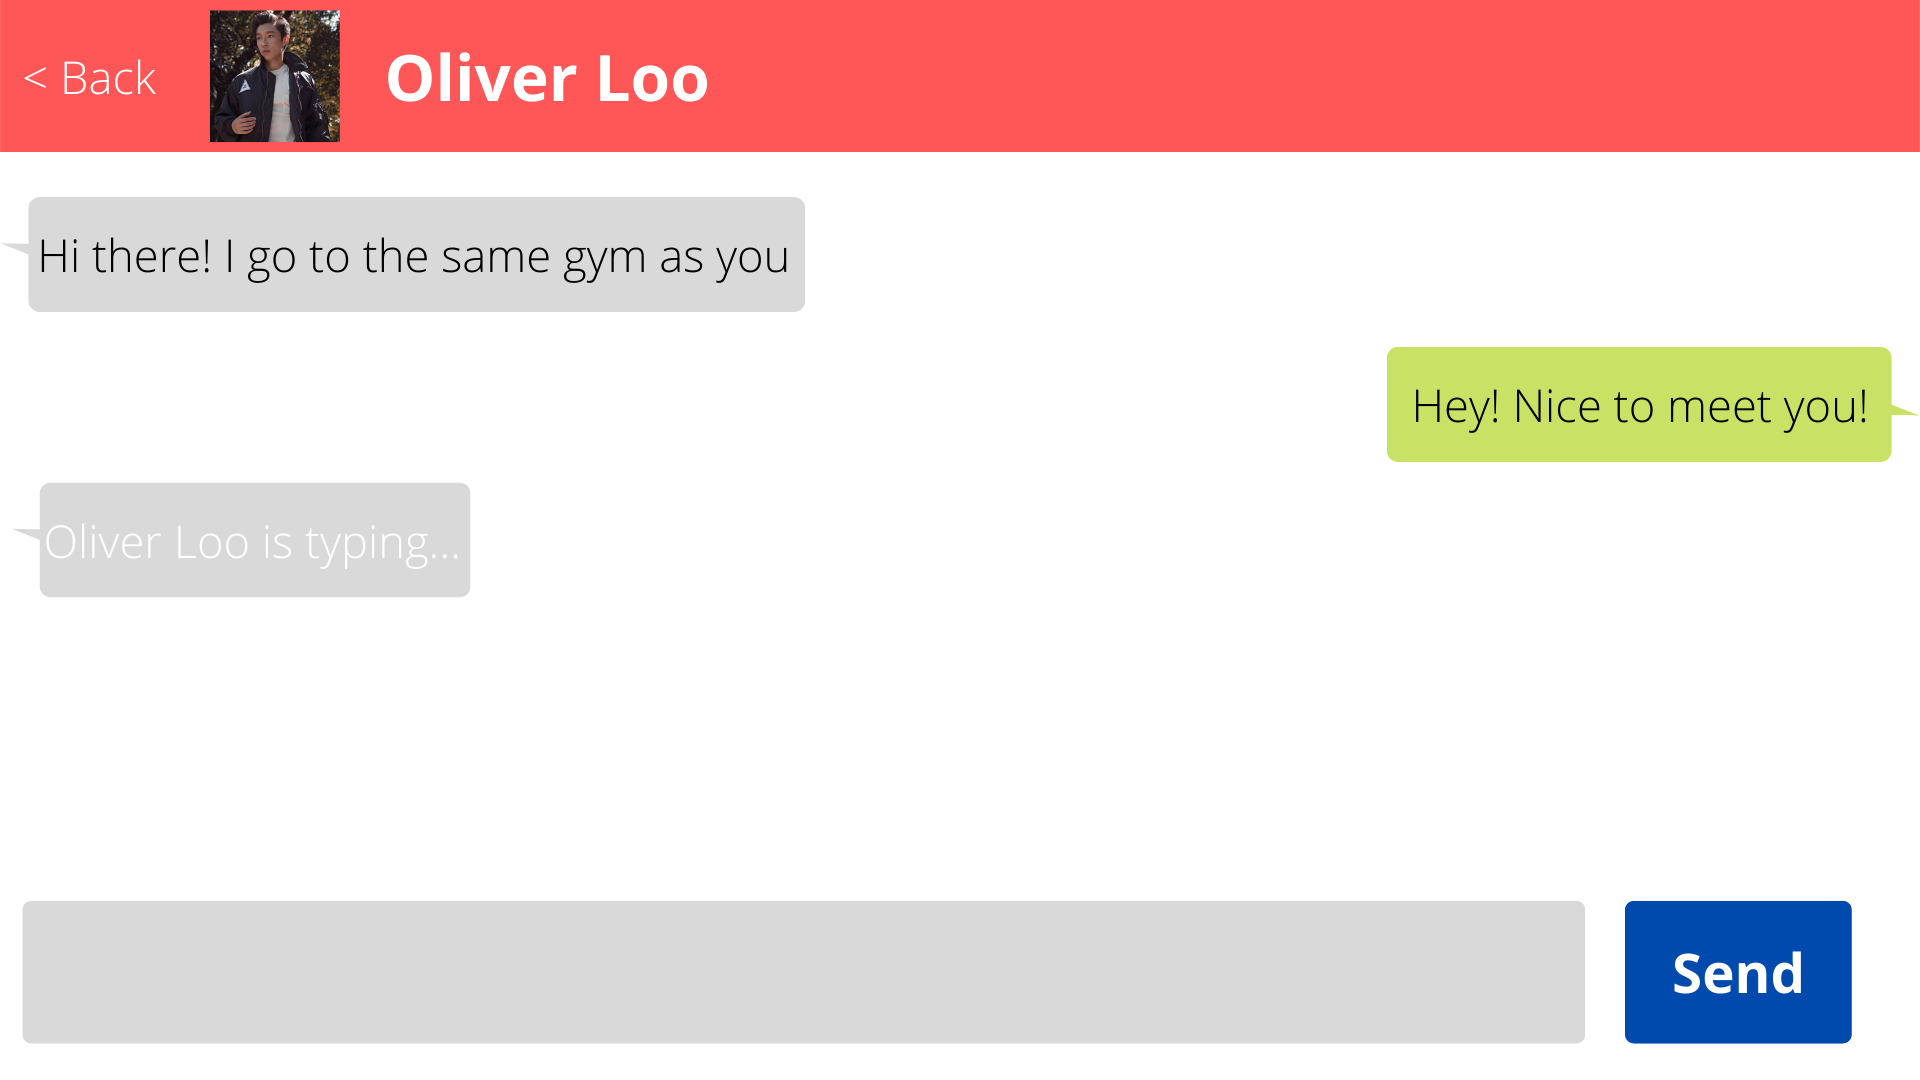 < Back
Oliver Loo
Hi there! I go to the same gym as you
Hey! Nice to meet you!
Oliver Loo is typing...
Send